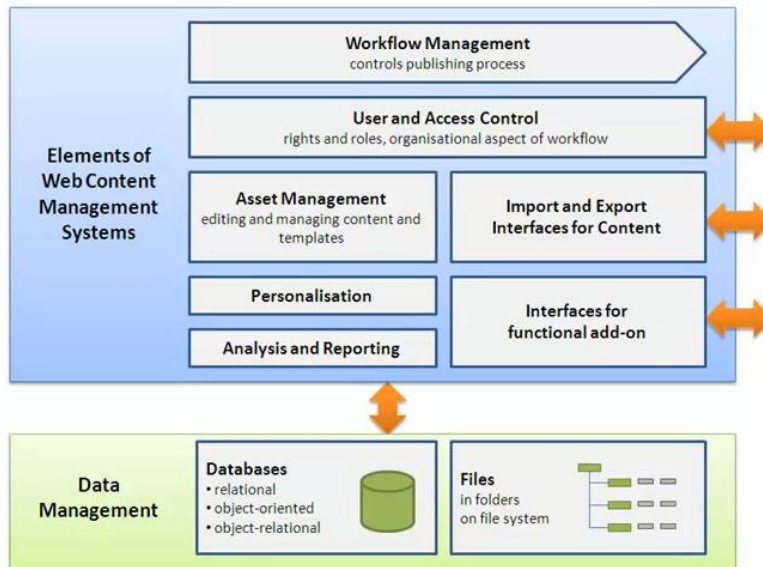 Workflow Management
controls publishing process
User and Access Control
rights and roles, organisational aspect of workflow
Elements of
Web Content
Management
Systems
Asset Management
editing and managing content and
templates
Import and Export
Interfaces for Content
Personalisation
Analysis and Reporting
Interfaces for
functional add-on
Data
Management
Databases
• relational
• object-oriented
• object-relational
Files
in folders
on file system